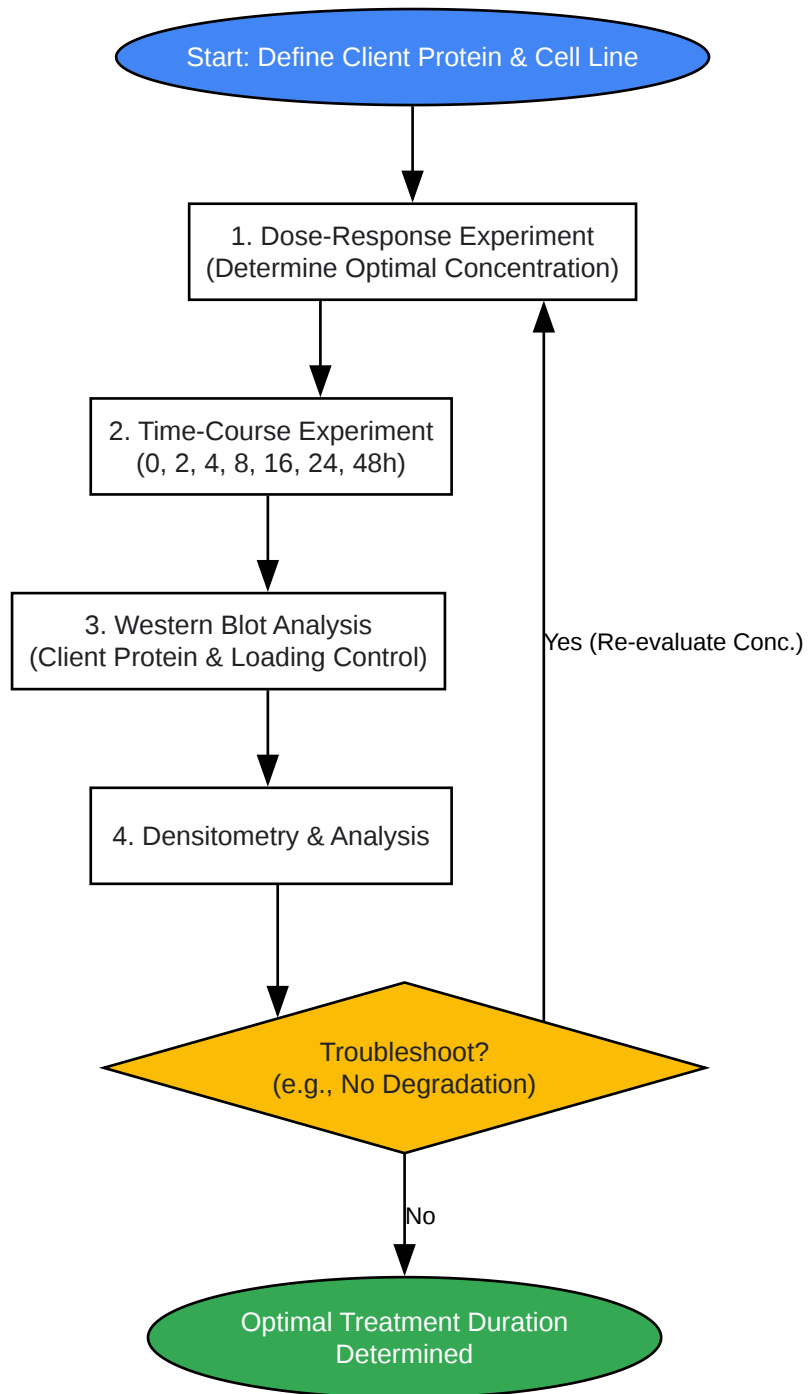 Start: Define Client Protein & Cell Line
1. Dose-Response Experiment
(Determine Optimal Concentration)
2. Time-Course Experiment
(0, 2, 4, 8, 16, 24, 48h)
3. Western Blot Analysis
(Client Protein & Loading Control)
Yes (Re-evaluate Conc.)
4. Densitometry & Analysis
Troubleshoot?
(e.g., No Degradation)
No
Optimal Treatment Duration
Determined